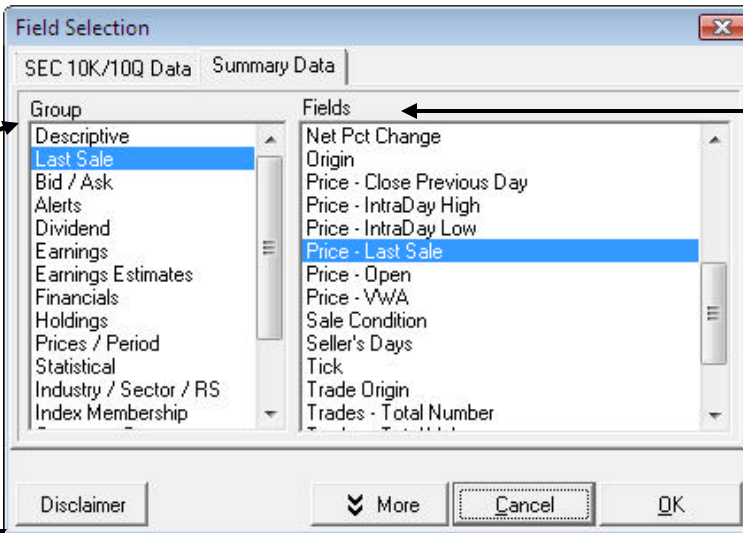 Field Selection
SEC 10K/10Q Data
Summary Data
Group
Descriptive
Last Sale
Bid / Ask
Alerts
Dividend
Earnings
Earnings Estimates
Financials
Holdings
Prices / Period
Statistical
Industry / Sector / RS
Index Membership
Fields
Net Pct Change
Origin
Price - Close Previous Day
Price - IntraDay High
Price - IntraDay Low
Price - Last Sale
Price - Open
Price - VWA
Sale Condition
Seller's Days
Tick
Trade Origin
Trades - Total Number
Disclaimer
More
Cancel
OK